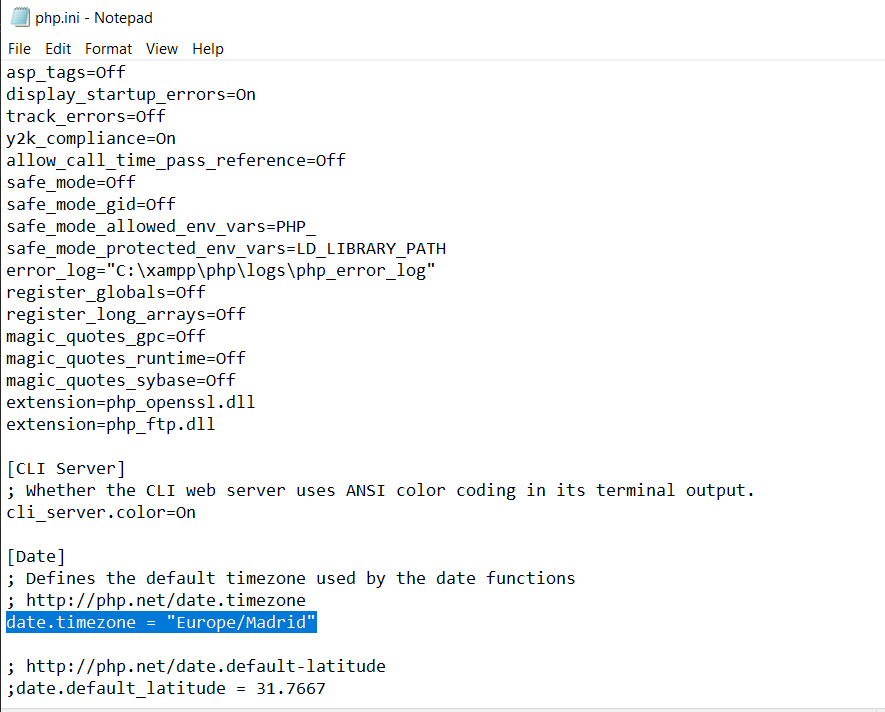 php.ini - Notepad
File Edit Format View Help
asp_tags=Off
display_startup_errors=On
track_errors=Off
y2k_compliance=On
allow_call_time_pass_reference=Off
safe_mode=Off
safe_mode_gid=Off
safe_mode_allowed_env_vars=PHP_
safe_mode_protected_env_vars=LD_LIBRARY_PATH
error_log="C:\xampp\php\logs\php_error_log"
register_globals=Off
register_long_arrays=Off
magic_quotes_gpc=Off
magic_quotes_runtime=Off
magic_quotes_sybase=Off
extension=php_openssl.dll
extension=php_ftp.dll
[CLI Server]
; Whether the CLI web server uses ANSI color coding in its terminal output.
cli_server.color=On
[Date]
; Defines the default timezone used by the date functions
; http://php.net/date.timezone
date.timezone = "Europe/Madrid"
; http://php.net/date.default-latitude
;date.default_latitude = 31.7667